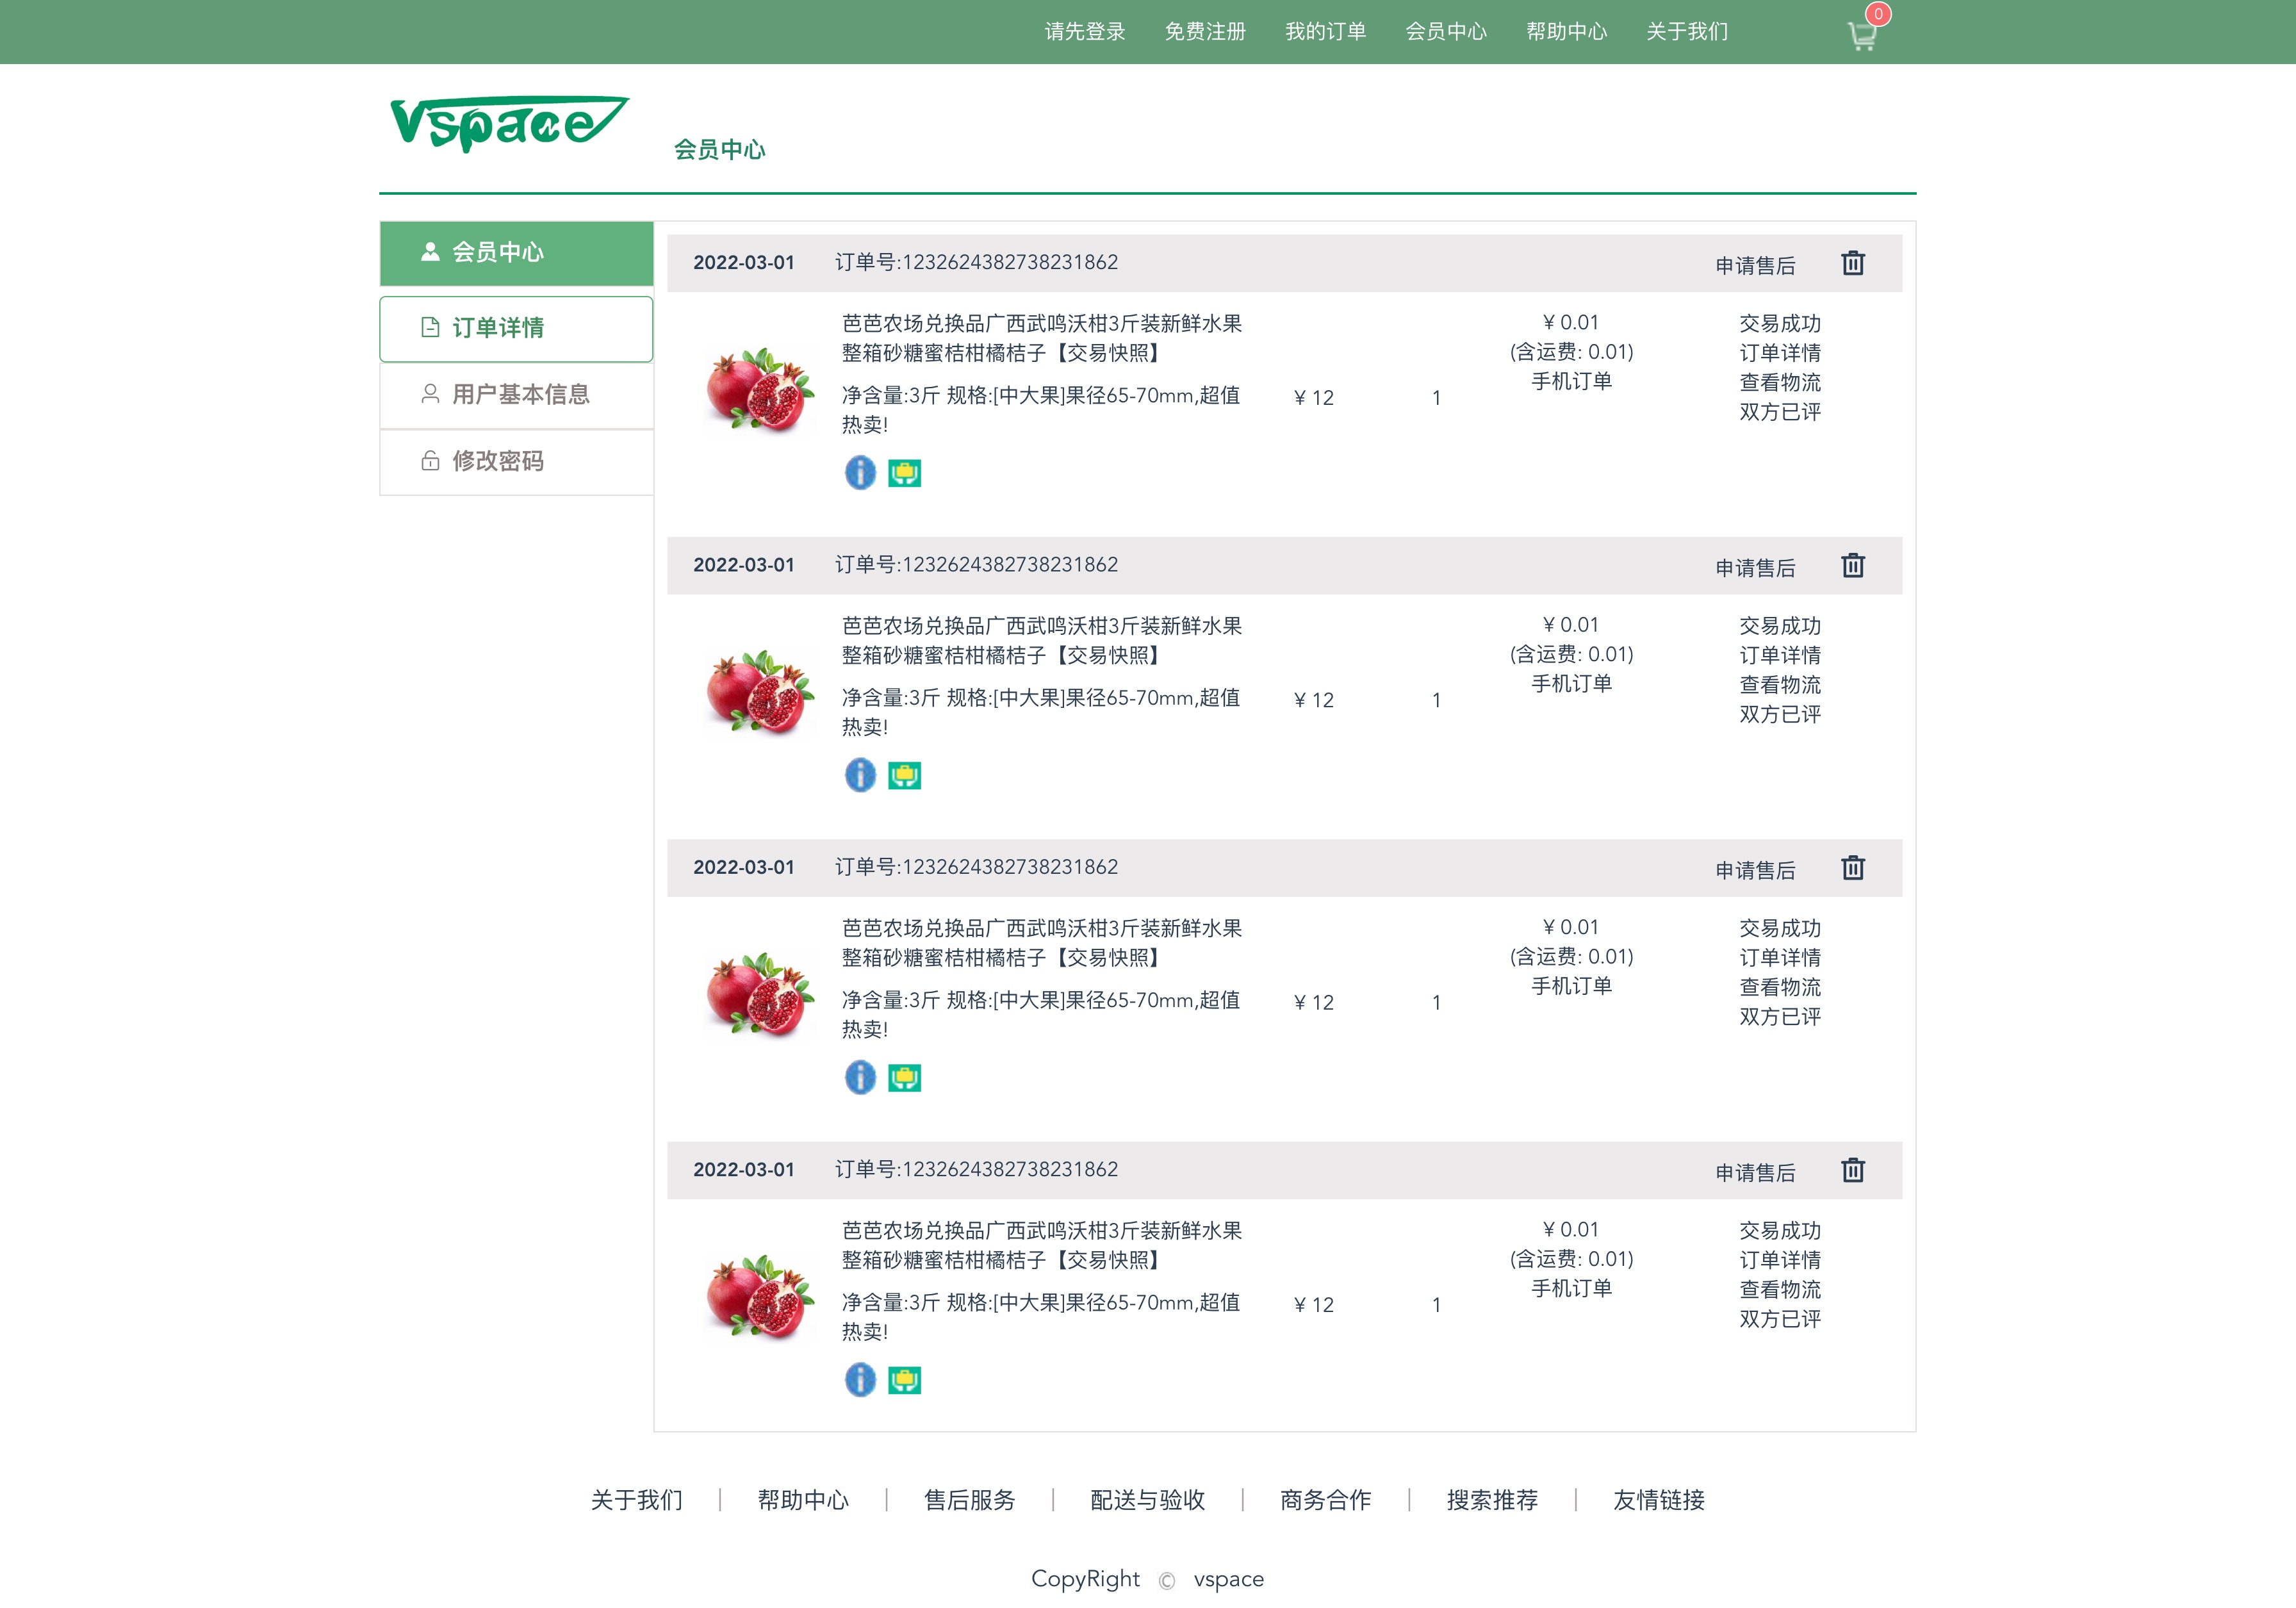 请先登录 免费注册 我的订单 会员中心 帮助中心 关于我们 0
Vspace
会员中心
会员中心
订单详情
用户基本信息
修改密码
2022-03-01 订单号:1232624382738231862 申请售后
芭芭农场兑换品广西武鸣沃柑3斤装新鲜水果
整箱砂糖蜜桔柑橘桔子【交易快照】
净含量:3斤 规格:[中大果]果径65-70mm,超值
热卖!
¥ 12
1
¥ 0.01
(含运费: 0.01)
手机订单
交易成功
订单详情
查看物流
双方已评
2022-03-01 订单号:1232624382738231862 申请售后
芭芭农场兑换品广西武鸣沃柑3斤装新鲜水果
整箱砂糖蜜桔柑橘桔子【交易快照】
净含量:3斤 规格:[中大果]果径65-70mm,超值
热卖!
¥ 12
1
¥ 0.01
(含运费: 0.01)
手机订单
交易成功
订单详情
查看物流
双方已评
2022-03-01 订单号:1232624382738231862 申请售后
芭芭农场兑换品广西武鸣沃柑3斤装新鲜水果
整箱砂糖蜜桔柑橘桔子【交易快照】
净含量:3斤 规格:[中大果]果径65-70mm,超值
热卖!
¥ 12
1
¥ 0.01
(含运费: 0.01)
手机订单
交易成功
订单详情
查看物流
双方已评
2022-03-01 订单号:1232624382738231862 申请售后
芭芭农场兑换品广西武鸣沃柑3斤装新鲜水果
整箱砂糖蜜桔柑橘桔子【交易快照】
净含量:3斤 规格:[中大果]果径65-70mm,超值
热卖!
¥ 12
1
¥ 0.01
(含运费: 0.01)
手机订单
交易成功
订单详情
查看物流
双方已评
关于我们 | 帮助中心 | 售后服务 | 配送与验收 | 商务合作 | 搜索推荐 | 友情链接
CopyRight © vspace